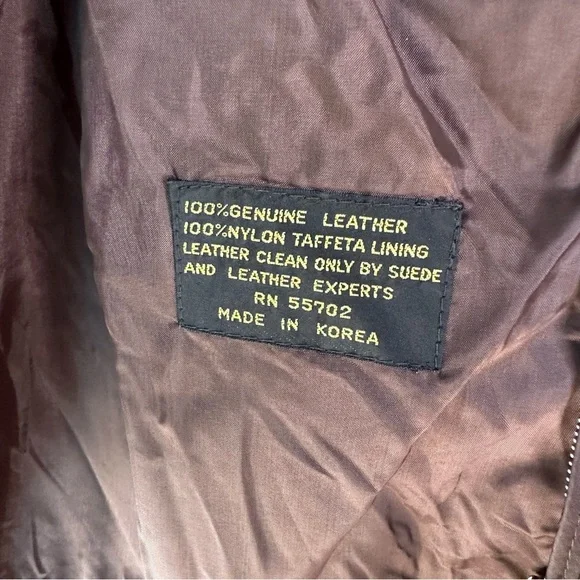 100%GENUINE LEATHER
100%NYLON TAFFETA LINING
LEATHER CLEAN ONLY BY SUEDE
AND LEATHER EXPERTS
RN 55702
MADE IN KOREA